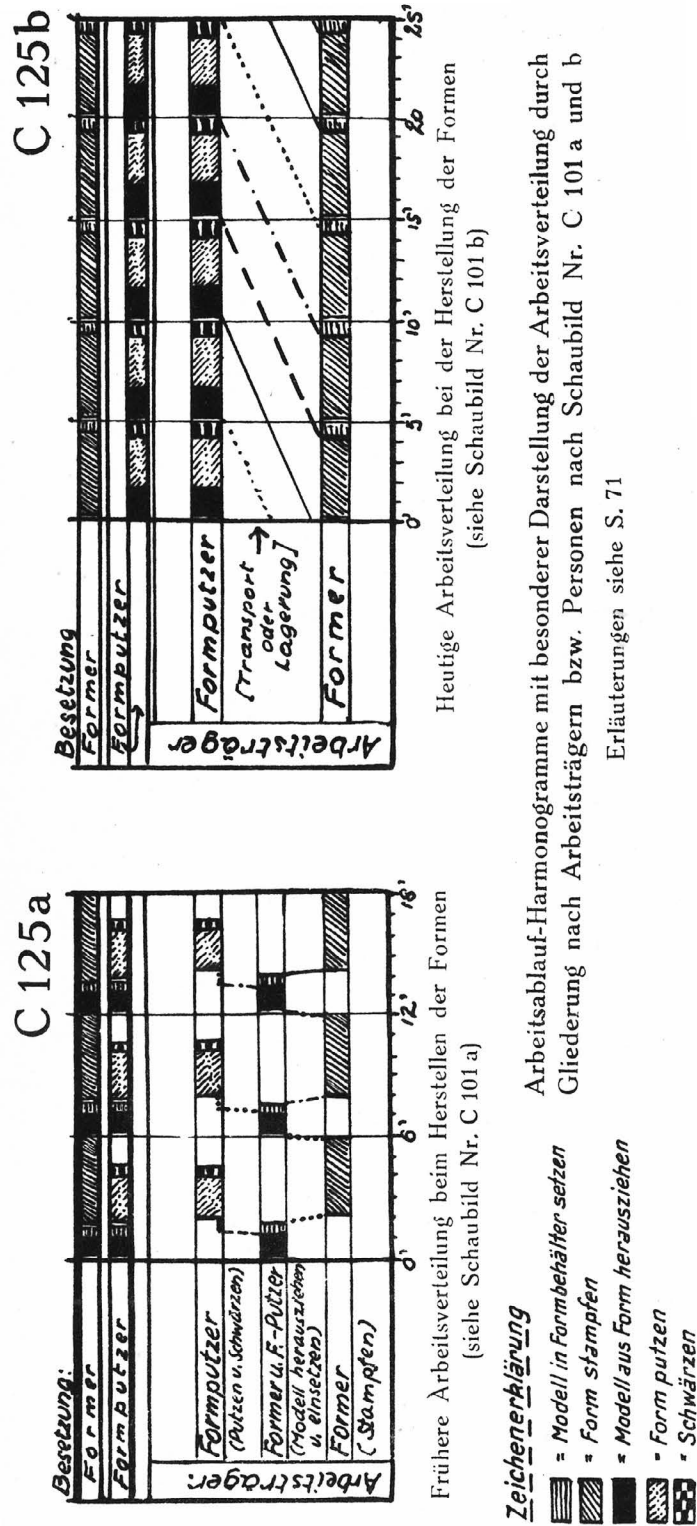 C 125a
Besetzung:
Former
Formputzer
Arbeitsträger.
Formputzer
(Putzen u. Schwärzen)
Former u. F.-Putzer
(Modell herausziehen
u. einsetzen)
Former
(Stampfen)
0' 6' 12' 18'
Frühere Arbeitsverteilung beim Herstellen der Formen
(siehe Schaubild Nr. C 101 a)
C 125b
Besetzung
Former
Formputzer
Arbeitsträger
Formputzer
[Transport
oder
Lagerung]
Former
0' 5' 10' 15' 20 25'
Heutige Arbeitsverteilung bei der Herstellung der Formen
(siehe Schaubild Nr. C 101 b)
Zeichenerklärung
= Modell in Formbehälter setzen
= Form stampfen
= Modell aus Form herausziehen
= Form putzen
= Schwärzen
Arbeitsablauf-Harmonogramme mit besonderer Darstellung der Arbeitsverteilung durch
Gliederung nach Arbeitsträgern bzw. Personen nach Schaubild Nr. C 101 a und b
Erläuterungen siehe S. 71